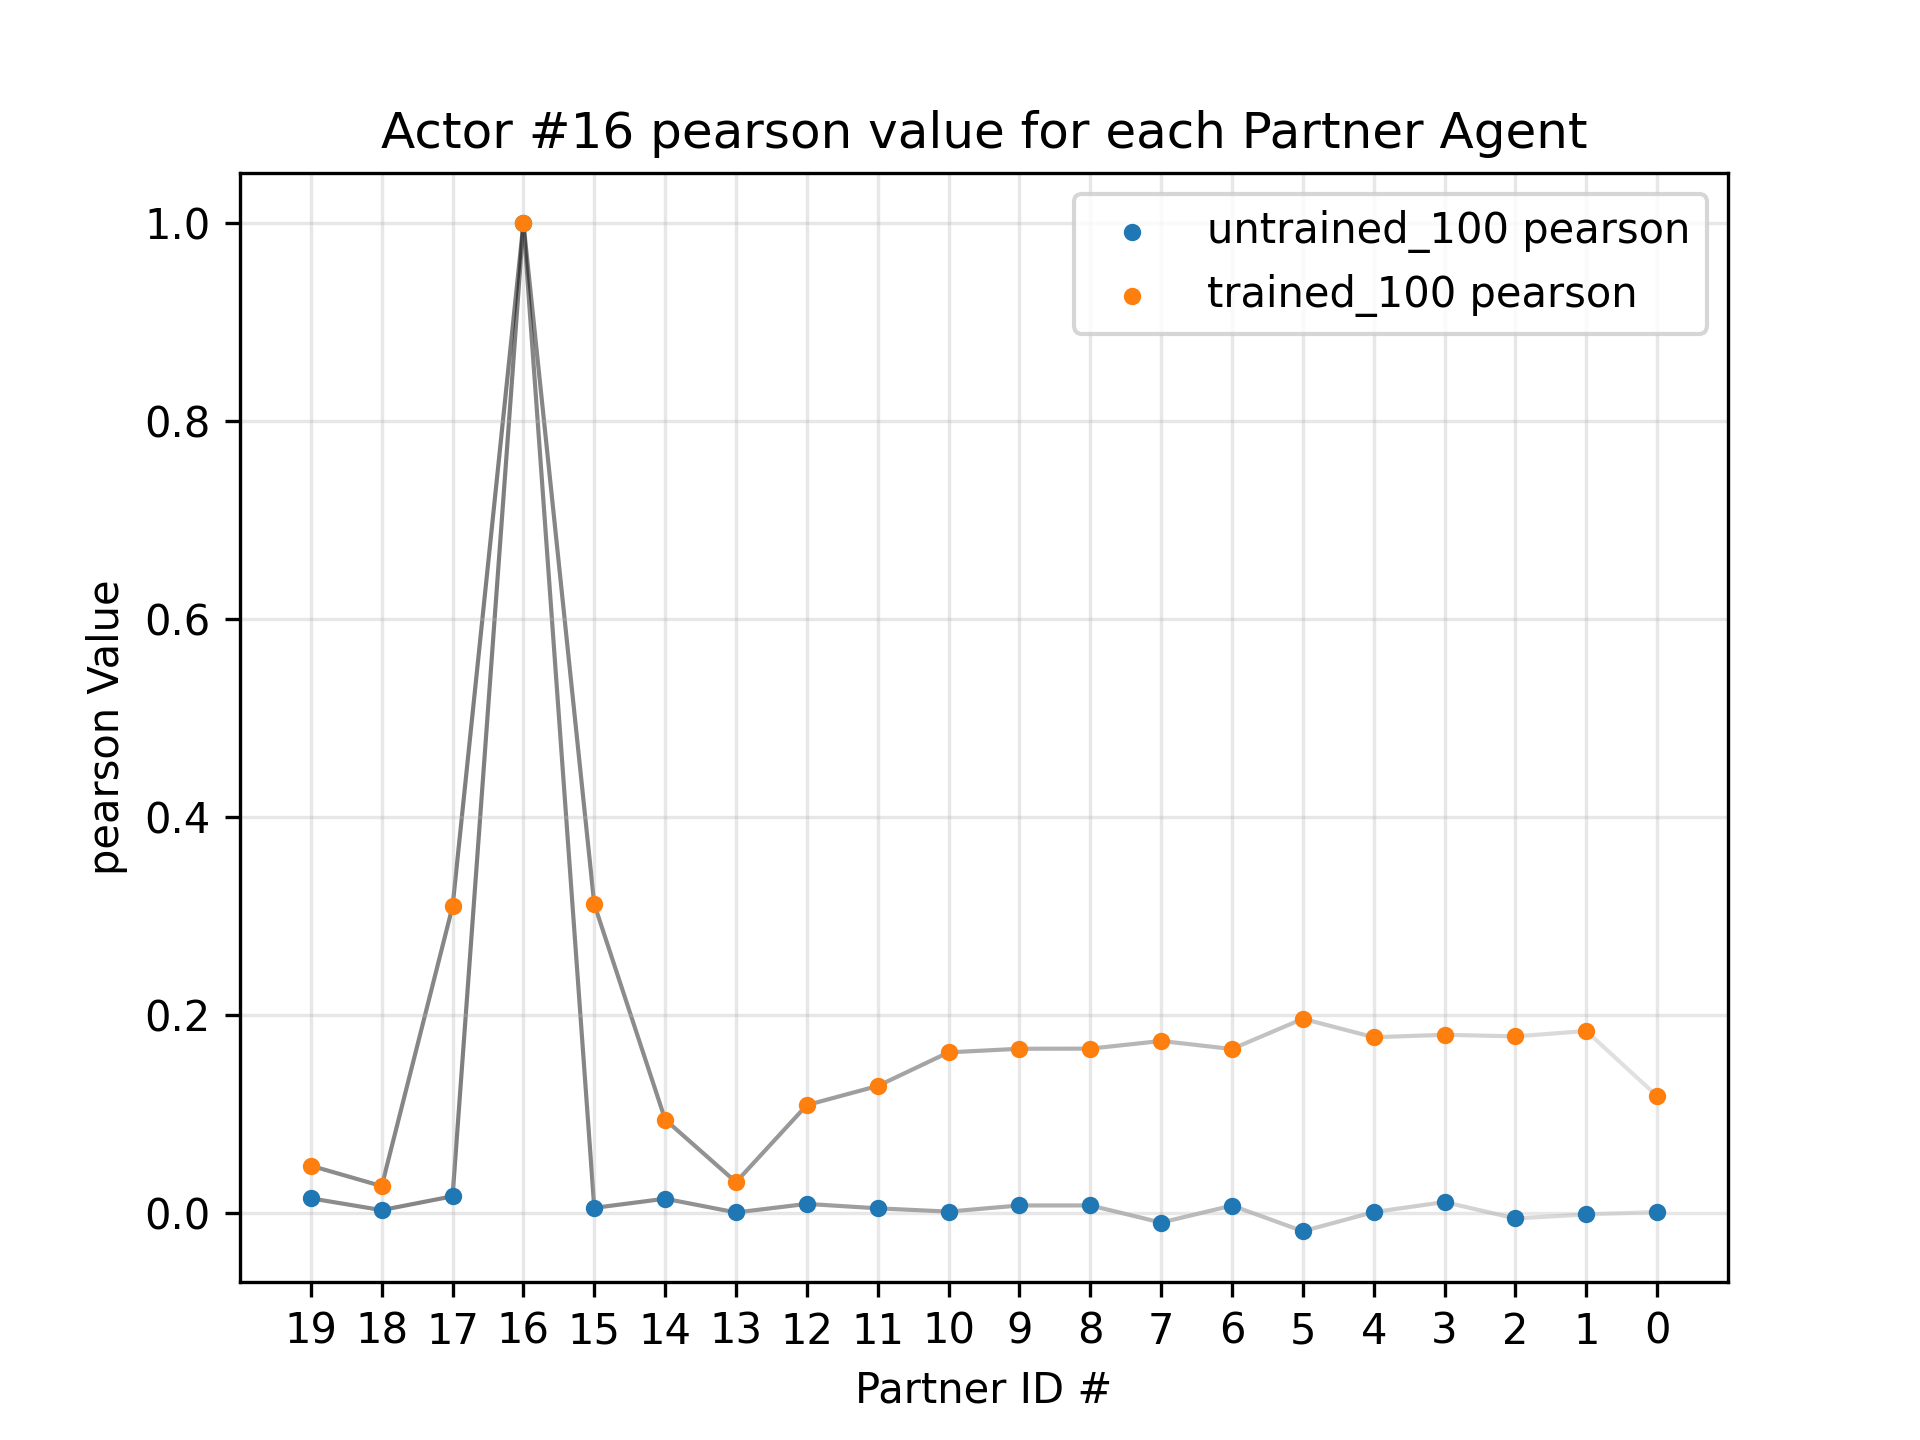 Actor #16 pearson value for each Partner Agent
untrained_100 pearson
trained_100 pearson
pearson Value
1.0
0.8
0.6
0.4
0.2
0.0
19 18 17 16 15 14 13 12 11 10 9 8 7 6 5 4 3 2 1 0
Partner ID #